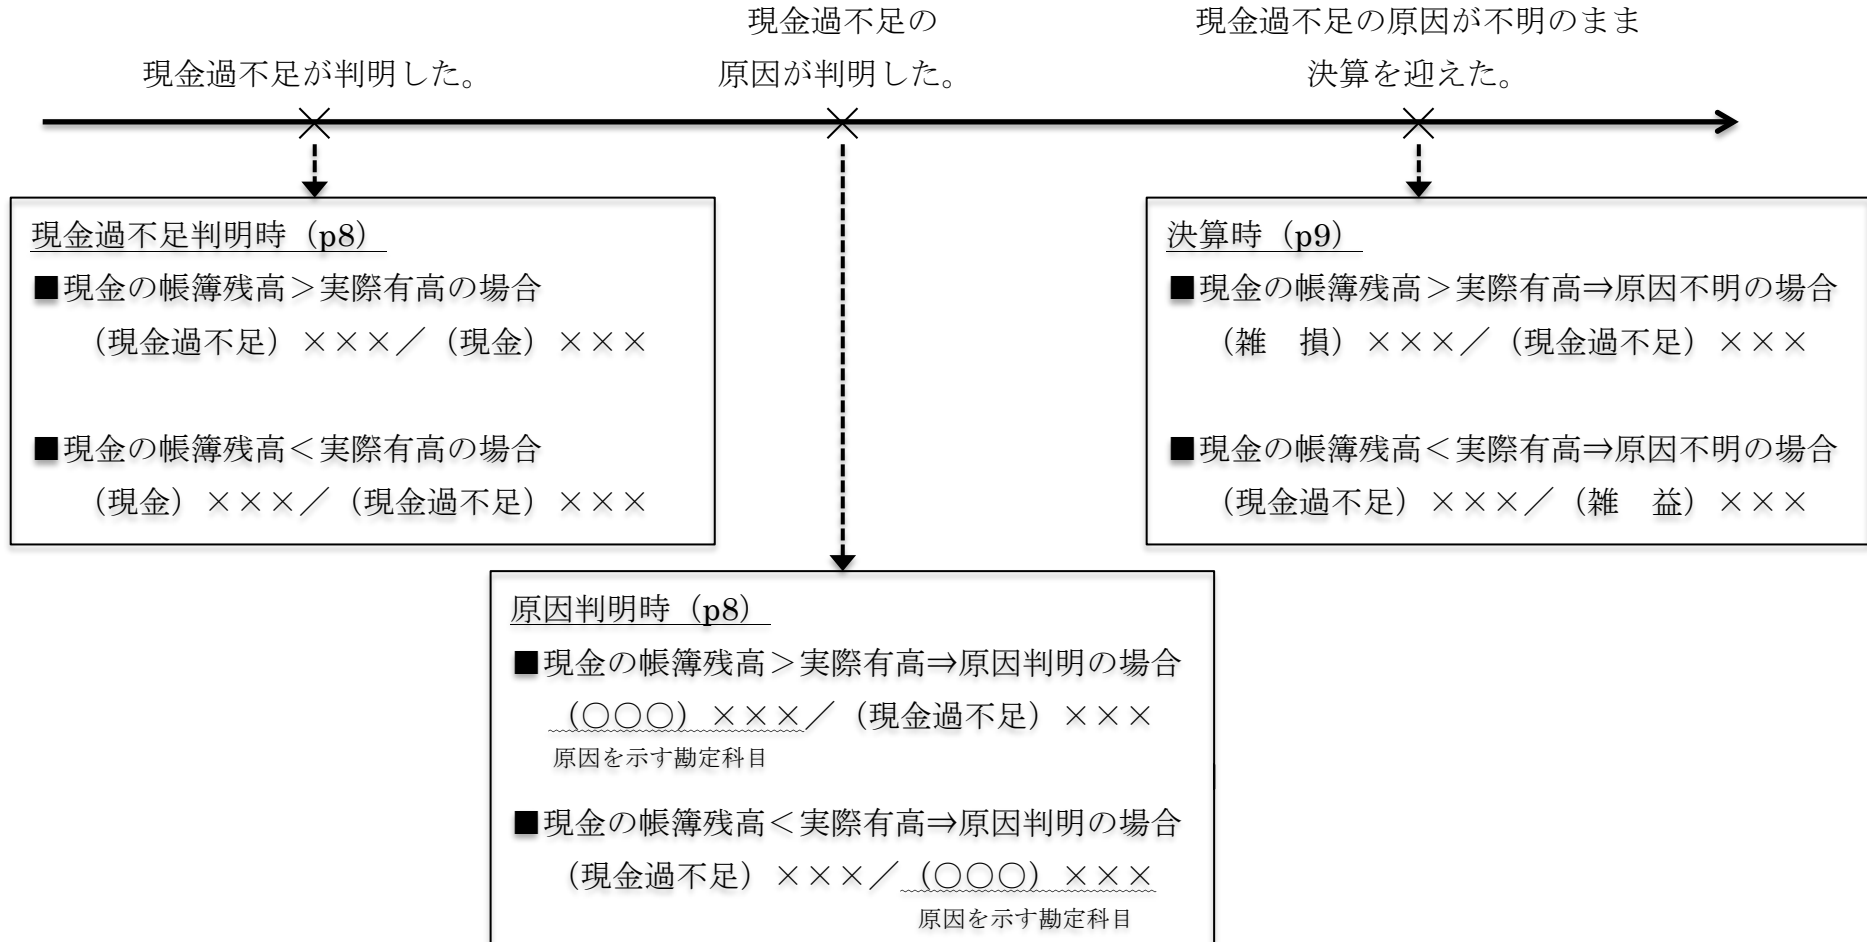 現金過不足が判明した。
現金過不足の
原因が判明した。
現金過不足の原因が不明のまま
決算を迎えた。
現金過不足判明時（p8）
■現金の帳簿残高＞実際有高の場合
（現金過不足）×××／（現金）×××
■現金の帳簿残高＜実際有高の場合
（現金）×××／（現金過不足）×××
原因判明時（p8）
■現金の帳簿残高＞実際有高⇒原因判明の場合
（○○○）×××／（現金過不足）×××
原因を示す勘定科目
■現金の帳簿残高＜実際有高⇒原因判明の場合
（現金過不足）×××／（○○○）×××
原因を示す勘定科目
決算時（p9）
■現金の帳簿残高＞実際有高⇒原因不明の場合
（雑　損）×××／（現金過不足）×××
■現金の帳簿残高＜実際有高⇒原因不明の場合
（現金過不足）×××／（雑　益）×××